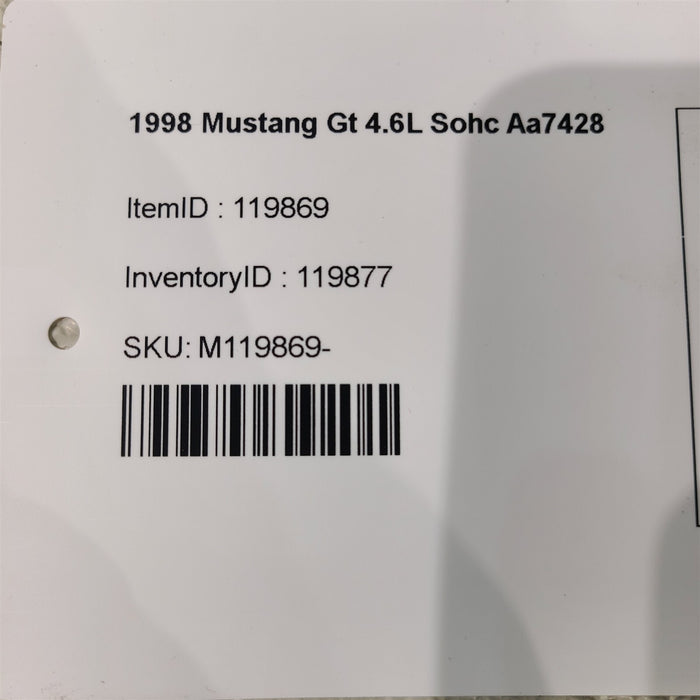 1998 Mustang Gt 4.6L Sohc Aa7428
ItemID : 119869
InventoryID : 119877
SKU: M119869-